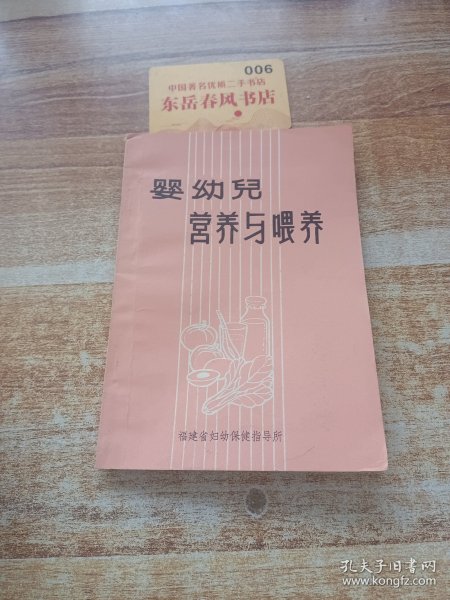 006
中国著名优质二手书店
东岳春风书店
婴幼兒
营养与喂养
福建省妇幼保健指导所
孔夫子旧书网
www.kongfz.com